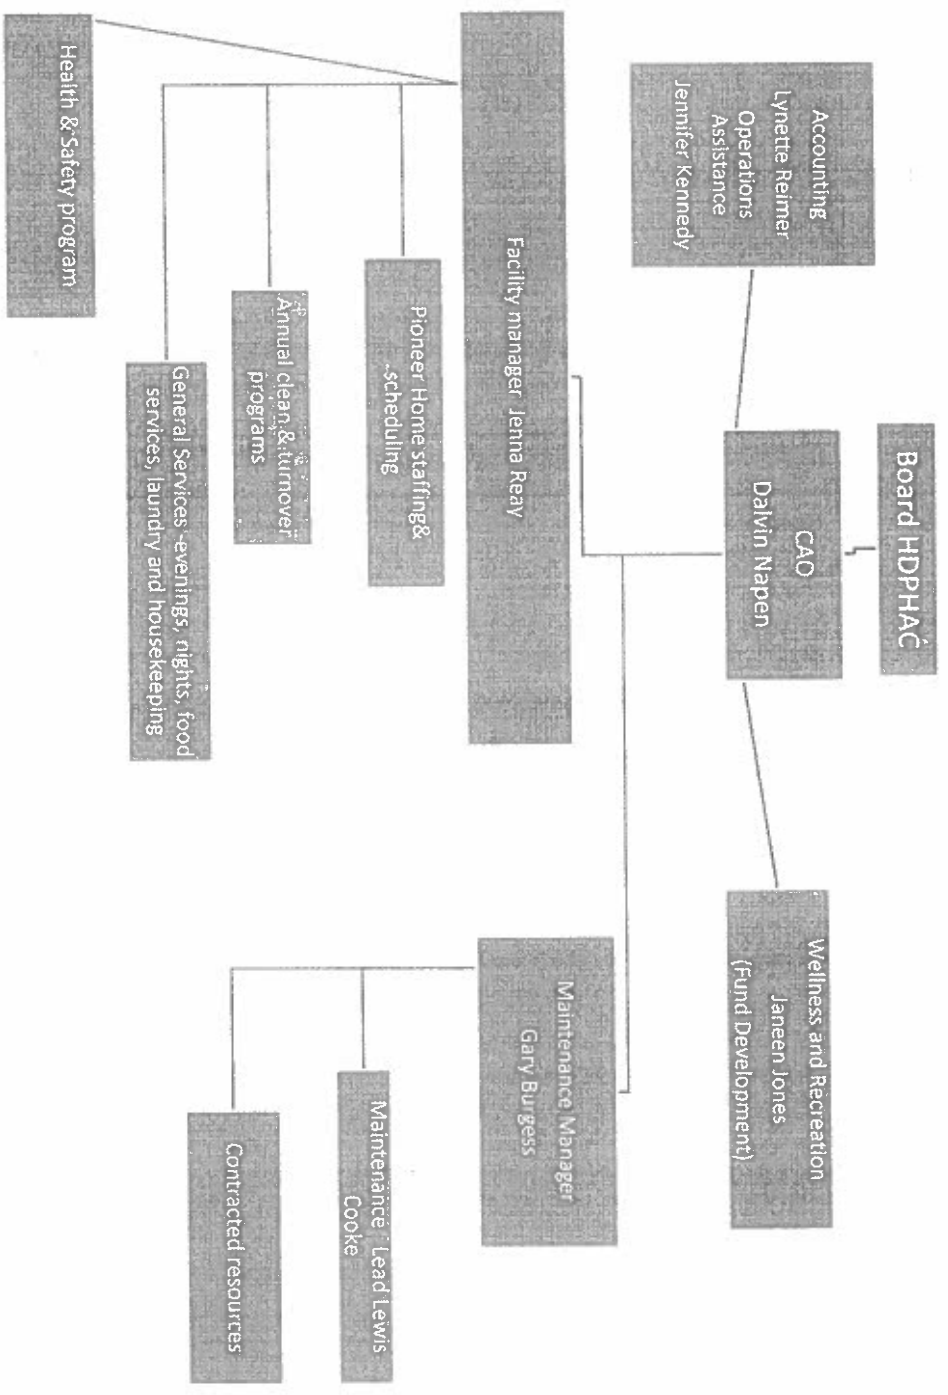 Board HDPHAC
CAO
Dalvin Napen
Accounting
Lynette Reimer
Operations
Assistance
Jennifer Kennedy
Wellness and Recreation
Janeen Jones
(Fund Development)
Facility manager Jenna Reay
Maintenance Manager
Gary Burgess
Pioneer Home staffing&
scheduling
Annual clean & turnover
programs
General Services -evenings, nights, food
services, laundry and housekeeping
Health & Safety program
Maintenance Lead Lewis
Cooke
Contracted resources